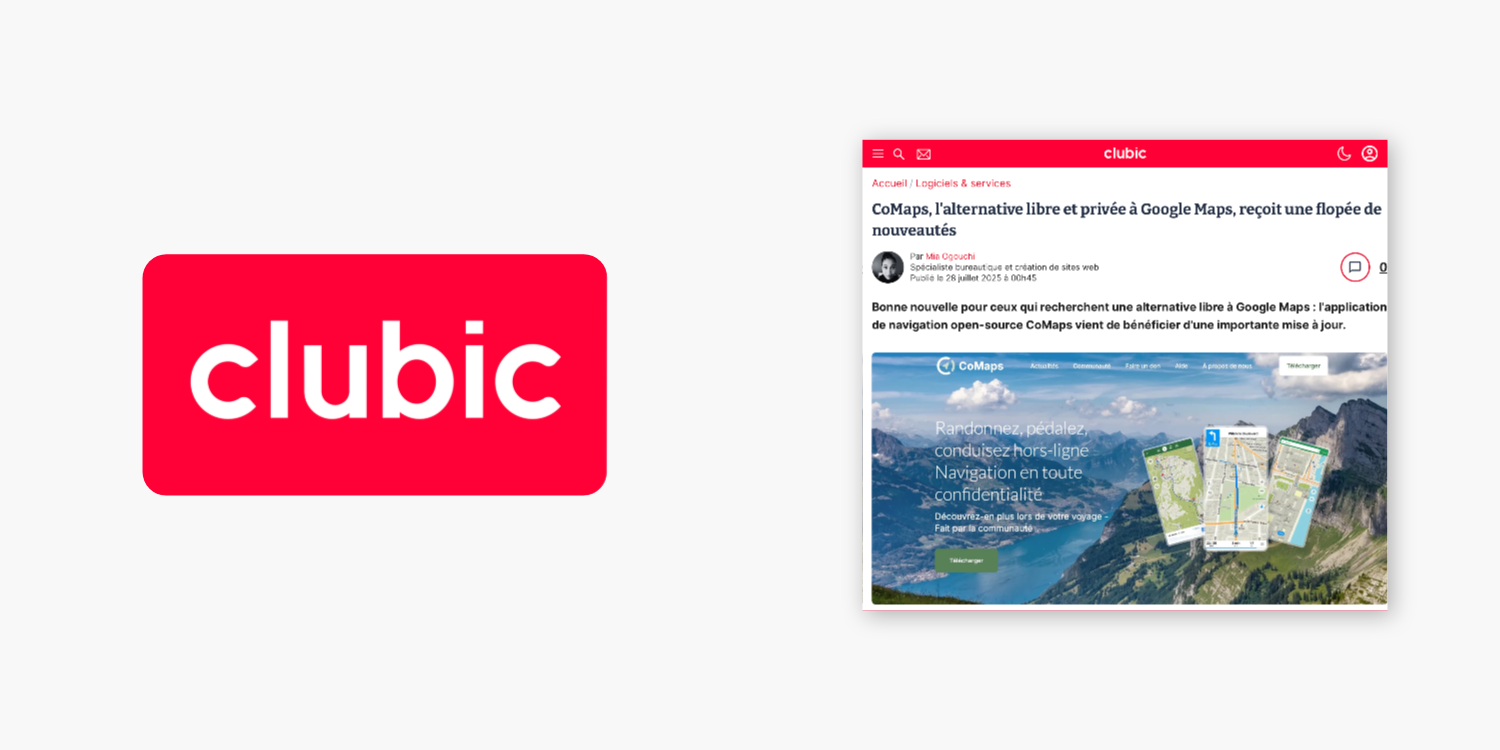 clubic
clubic
Accueil / Logiciels & services
CoMaps, l'alternative libre et privée à Google Maps, reçoit une flopée de
nouveautés
Par Mia Ogouchi
Spécialiste bureautique et création de sites web
Publié le 28 juillet 2025 à 00h45
0
Bonne nouvelle pour ceux qui recherchent une alternative libre à Google Maps : l'application
de navigation open-source CoMaps vient de bénéficier d'une importante mise à jour.
CoMaps Actualités Communauté Faire un don Aide À propos de nous Télécharger
Randonnez, pédalez,
conduisez hors-ligne
Navigation en toute
confidentialité
Découvrez-en plus lors de votre voyage -
Fait par la communauté
Télécharger